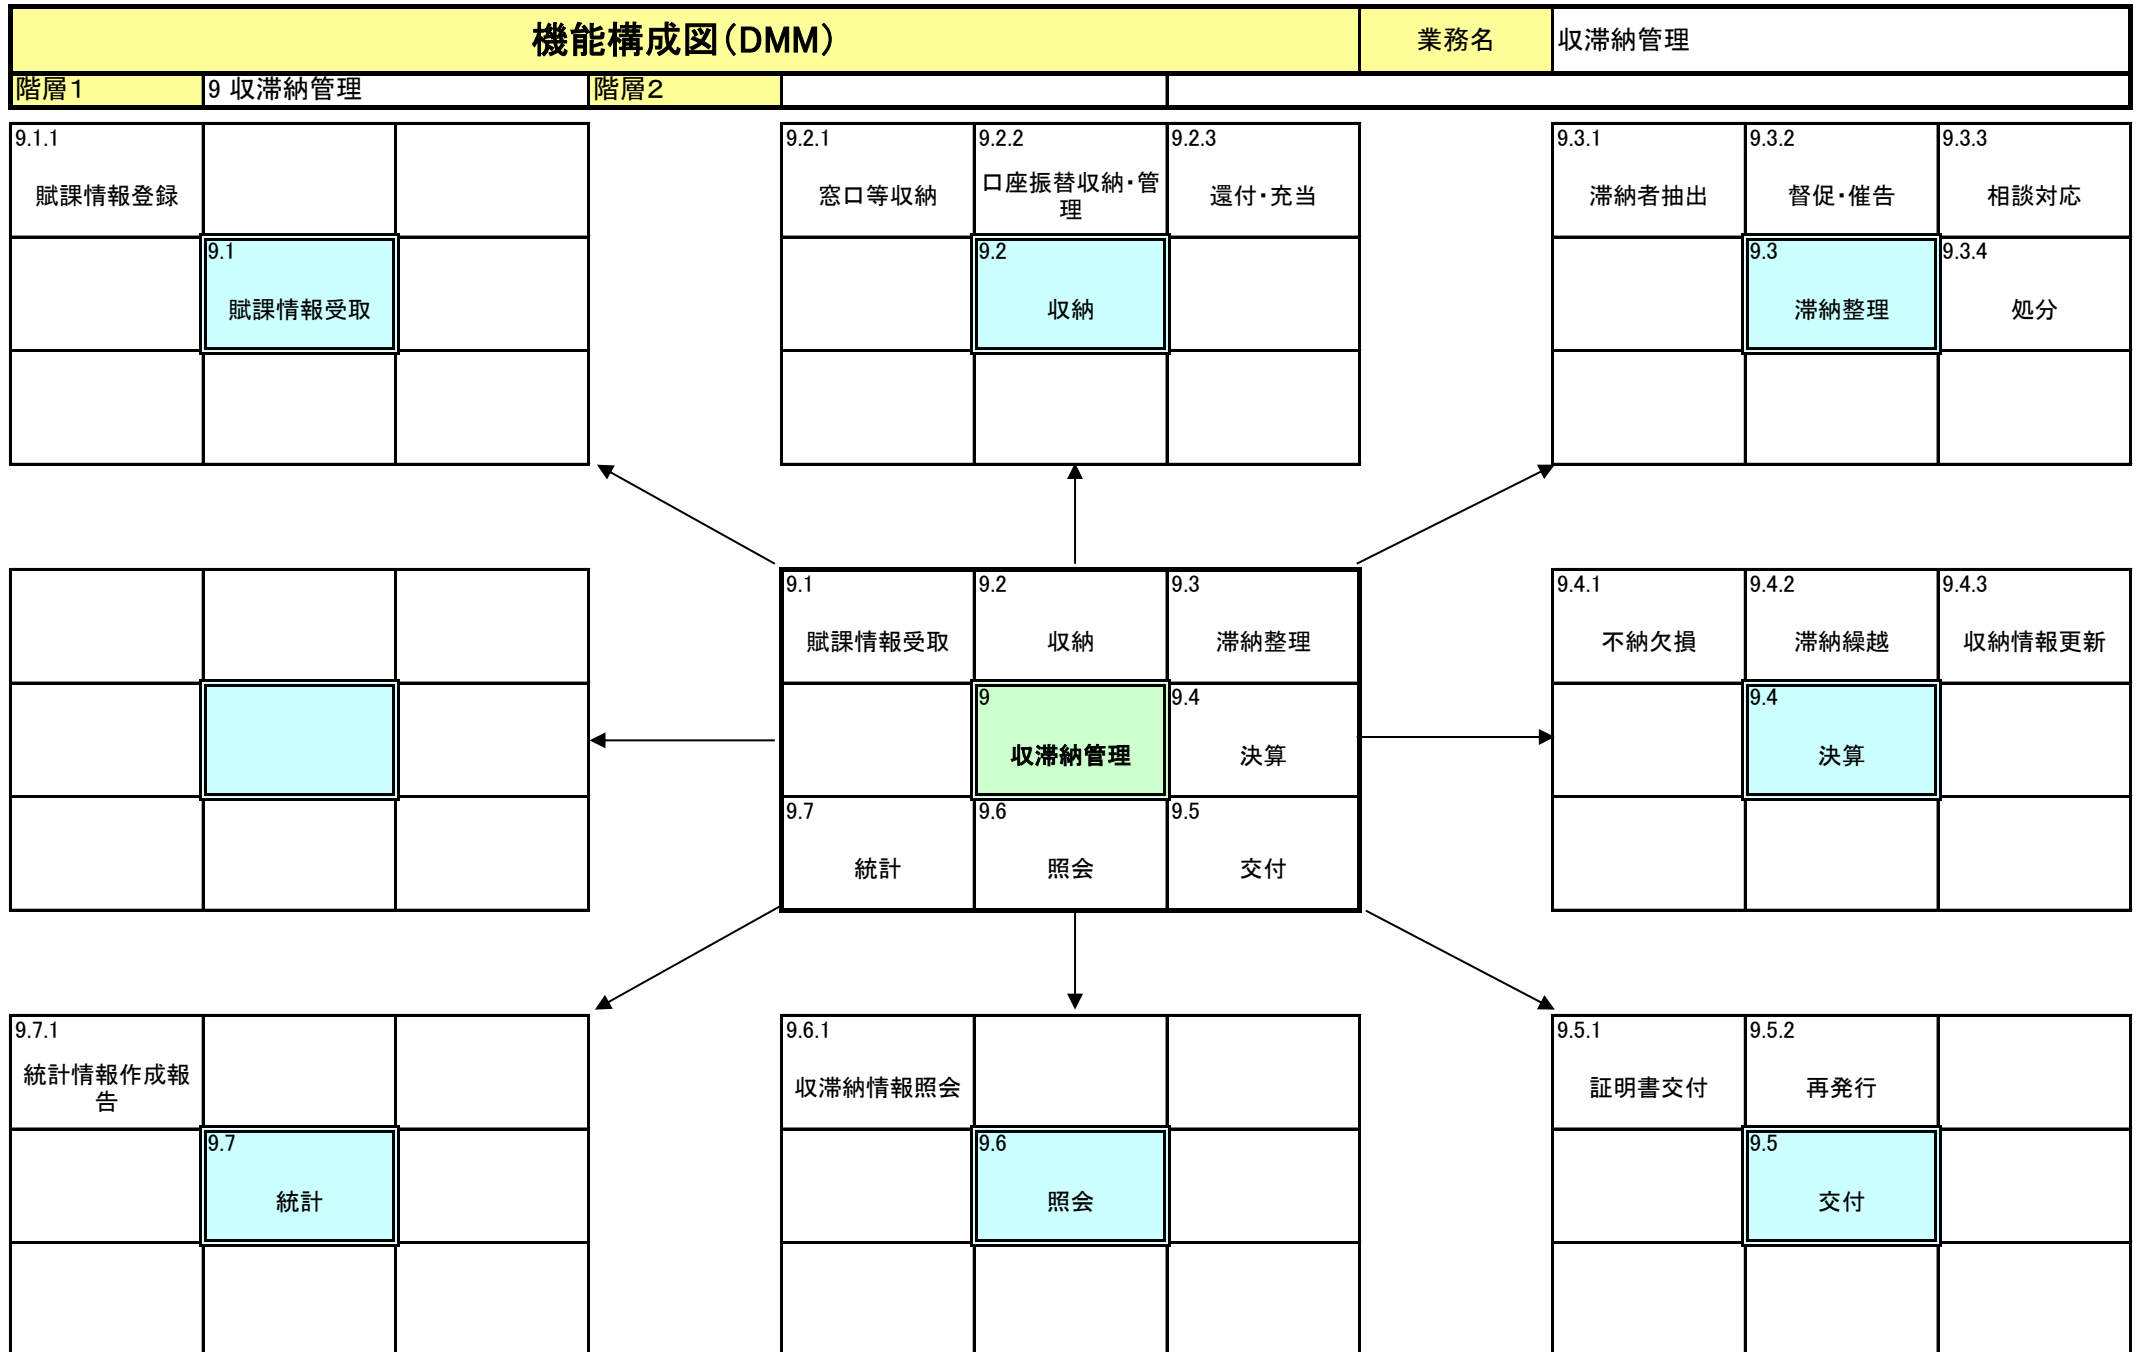 機能構成図(DMM)
業務名
収滞納管理
階層1
9 収滞納管理
階層2
9.1.1
賦課情報登録
9.1
賦課情報受取
9.2.1
窓口等収納
9.2.2
口座振替収納・管
理
9.2.3
還付・充当
9.2
収納
9.3.1
滞納者抽出
9.3.2
督促・催告
9.3.3
相談対応
9.3
滞納整理
9.3.4
処分
9.1
賦課情報受取
9.2
収納
9.3
滞納整理
9
収滞納管理
9.4
決算
9.7
統計
9.6
照会
9.5
交付
9.4.1
不納欠損
9.4.2
滞納繰越
9.4.3
収納情報更新
9.4
決算
9.7.1
統計情報作成報
告
9.7
統計
9.6.1
収滞納情報照会
9.6
照会
9.5.1
証明書交付
9.5.2
再発行
9.5
交付